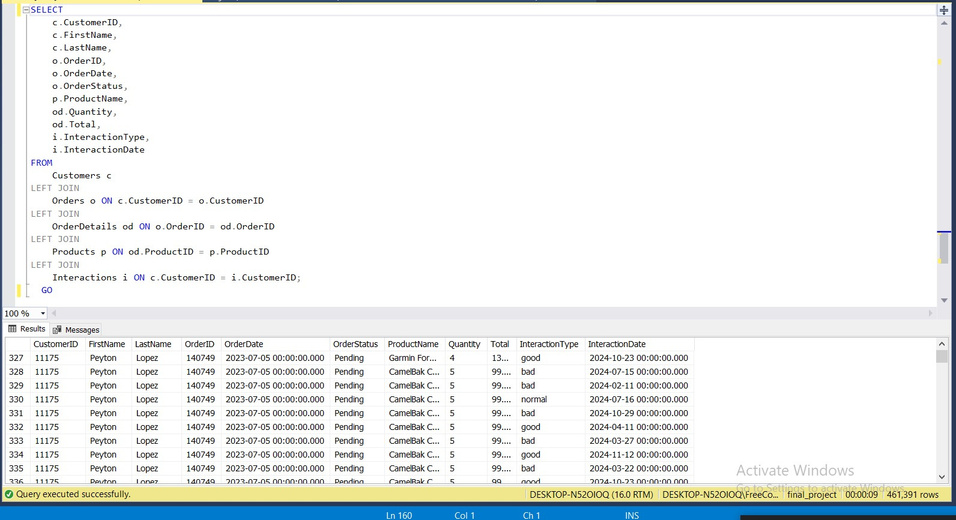 SELECT
c.CustomerID,
c.FirstName,
c.LastName,
o.OrderID,
o.OrderDate,
o.OrderStatus,
p.ProductName,
od.Quantity,
od.Total,
i.InteractionType,
i.InteractionDate
FROM
Customers c
LEFT JOIN
Orders o ON c.CustomerID = o.CustomerID
LEFT JOIN
OrderDetails od ON o.OrderID = od.OrderID
LEFT JOIN
Products p ON od.ProductID = p.ProductID
LEFT JOIN
Interactions i ON c.CustomerID = i.CustomerID;
GO
100 %
Results Messages
CustomerID FirstName LastName OrderID OrderDate OrderStatus ProductName Quantity Total InteractionType InteractionDate
327 11175 Peyton Lopez 140749 2023-07-05 00:00:00.000 Pending Garmin For... 4 13... good 2024-10-23 00:00:00.000
328 11175 Peyton Lopez 140749 2023-07-05 00:00:00.000 Pending CamelBak C... 5 99.... bad 2024-07-15 00:00:00.000
329 11175 Peyton Lopez 140749 2023-07-05 00:00:00.000 Pending CamelBak C... 5 99.... bad 2024-02-11 00:00:00.000
330 11175 Peyton Lopez 140749 2023-07-05 00:00:00.000 Pending CamelBak C... 5 99.... normal 2024-07-16 00:00:00.000
331 11175 Peyton Lopez 140749 2023-07-05 00:00:00.000 Pending CamelBak C... 5 99.... bad 2024-10-29 00:00:00.000
332 11175 Peyton Lopez 140749 2023-07-05 00:00:00.000 Pending CamelBak C... 5 99.... good 2024-04-11 00:00:00.000
333 11175 Peyton Lopez 140749 2023-07-05 00:00:00.000 Pending CamelBak C... 5 99.... bad 2024-03-27 00:00:00.000
334 11175 Peyton Lopez 140749 2023-07-05 00:00:00.000 Pending CamelBak C... 5 99.... good 2024-11-12 00:00:00.000
335 11175 Peyton Lopez 140749 2023-07-05 00:00:00.000 Pending CamelBak C... 5 99.... bad 2024-03-22 00:00:00.000
336 11175 Peyton Lopez 140749 2023-07-05 00:00:00.000 Pending CamelBak C... 5 99.... good 2024-10-23 00:00:00.000
Activate Windows
Go to Settings to activate Windows.
Query executed successfully. DESKTOP-N52OIOQ (16.0 RTM) DESKTOP-N52OIOQ\FreeCo... final_project 00:00:09 461,391 rows
Ln 160 Col 1 Ch 1 INS